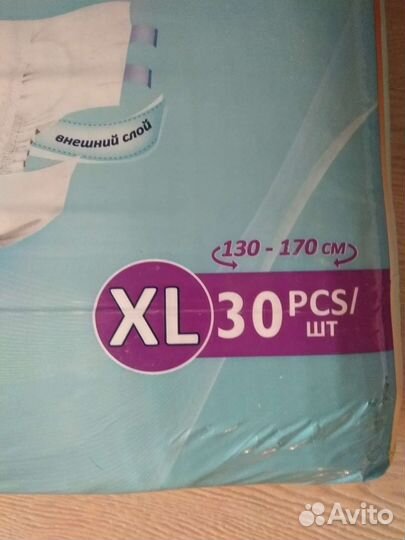 внешний слой
130 - 170 см
XL 30 PCS/
шт
Avito